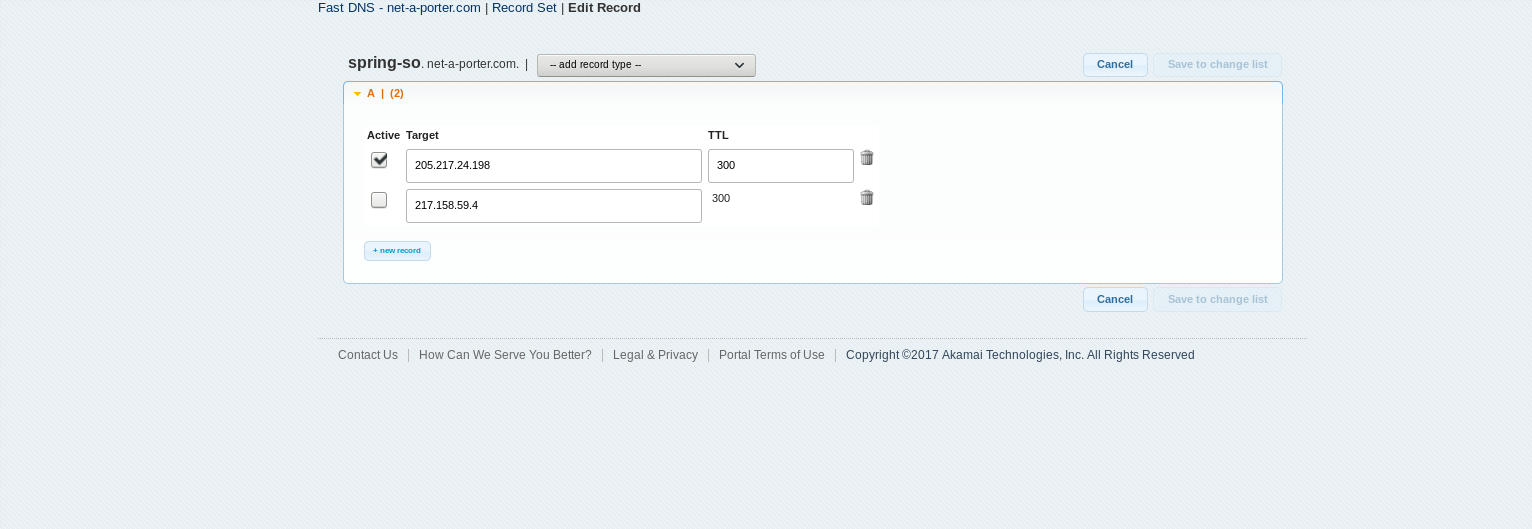 Fast DNS - net-a-porter.com | Record Set | Edit Record
spring-so. net-a-porter.com. | -- add record type -- Cancel Save to change list
A | (2)
Active Target TTL
205.217.24.198 300
217.158.59.4 300
+ new record
Cancel Save to change list
Contact Us | How Can We Serve You Better? | Legal & Privacy | Portal Terms of Use | Copyright ©2017 Akamai Technologies, Inc. All Rights Reserved